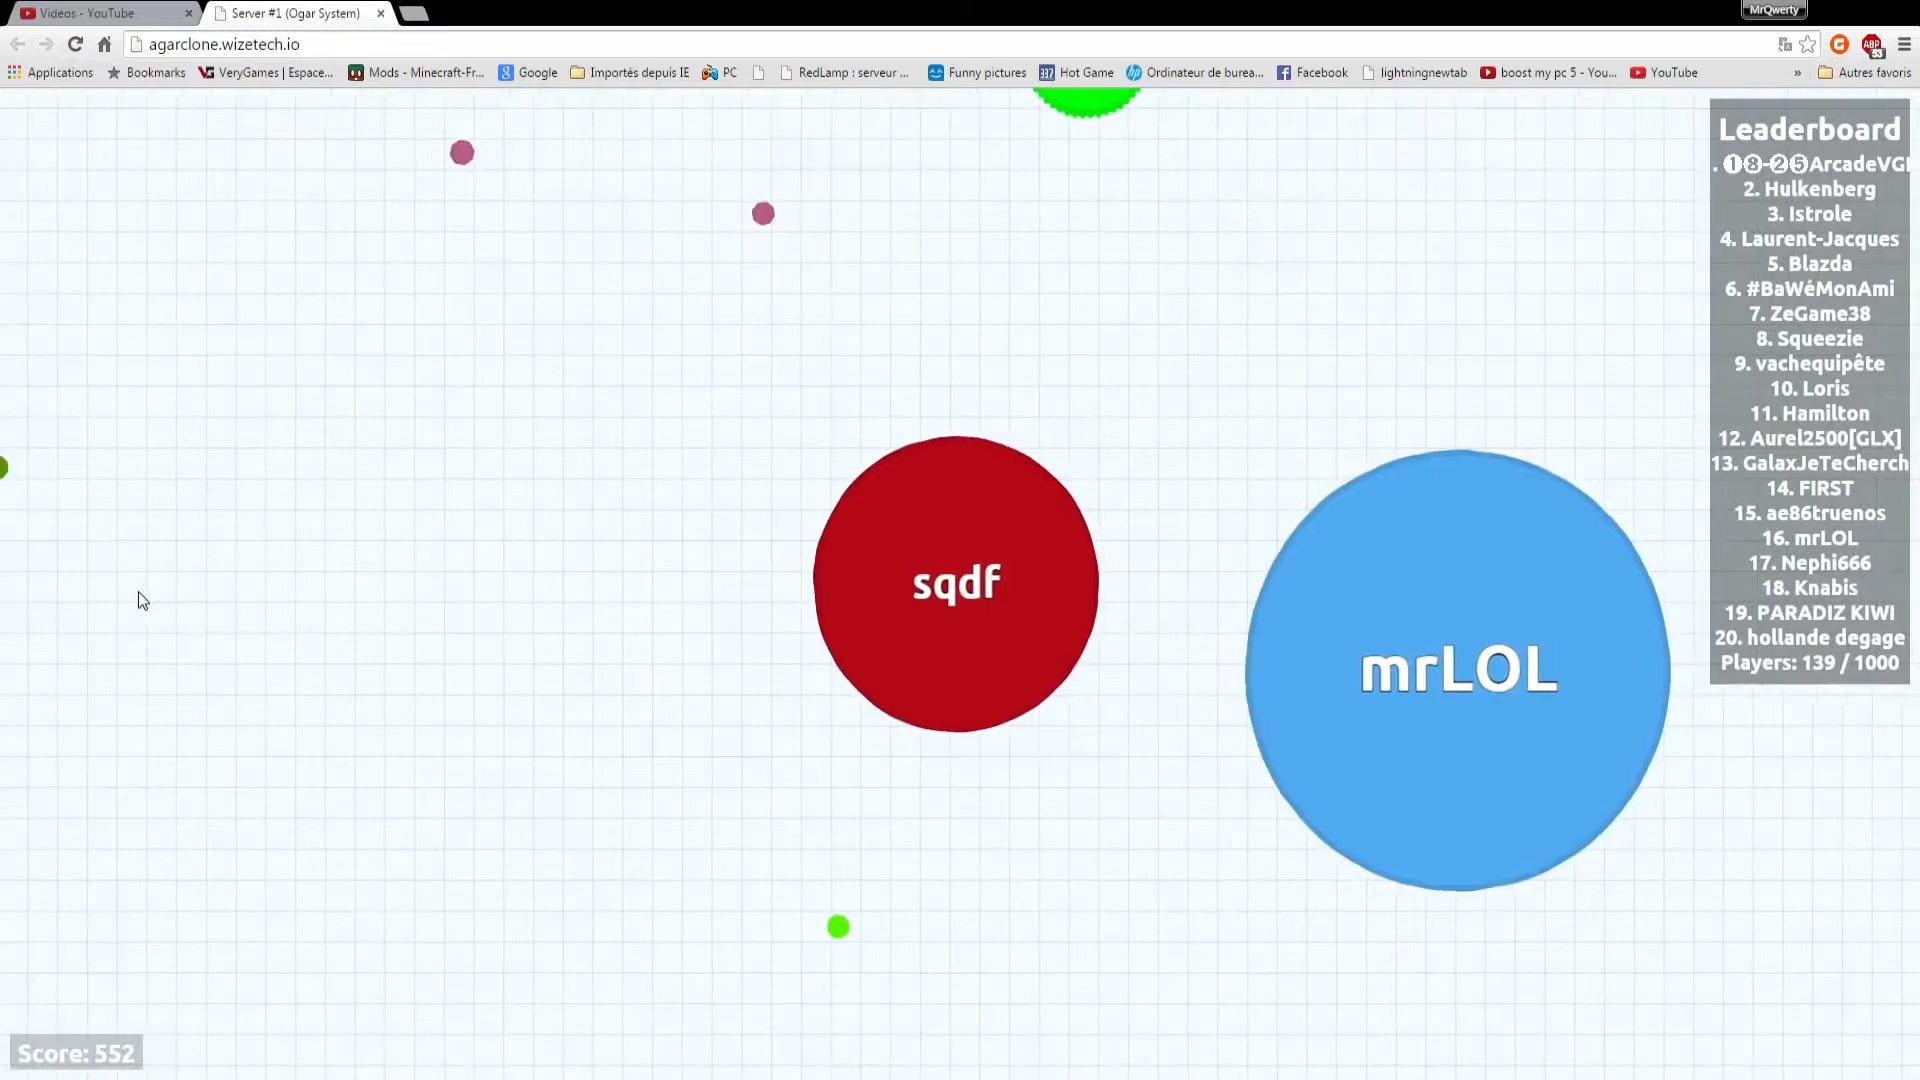 Vidéos - YouTube
Server #1 (Ogar System)
MrQwerty
agarclone.wizetech.io
ABP
Applications
Bookmarks
VeryGames | Espace...
Mods - Minecraft-Fr...
Google
Importés depuis IE
PC
RedLamp : serveur ...
Funny pictures
337 Hot Game
Ordinateur de burea...
Facebook
lightningnewtab
boost my pc 5 - You...
YouTube
»
Autres favoris
Leaderboard
. ❶❽-❷❺ArcadeVG
2. Hulkenberg
3. Istrole
4. Laurent-Jacques
5. Blazda
6. #BaWéMonAmi
7. ZeGame38
8. Squeezie
9. vachequipête
10. Loris
11. Hamilton
12. Aurel2500[GLX]
13. GalaxJeTeCherch
14. FIRST
15. ae86truenos
16. mrLOL
17. Nephi666
18. Knabis
19. PARADIZ KIWI
20. hollande degage
Players: 139 / 1000
sqdf
mrLOL
Score: 552